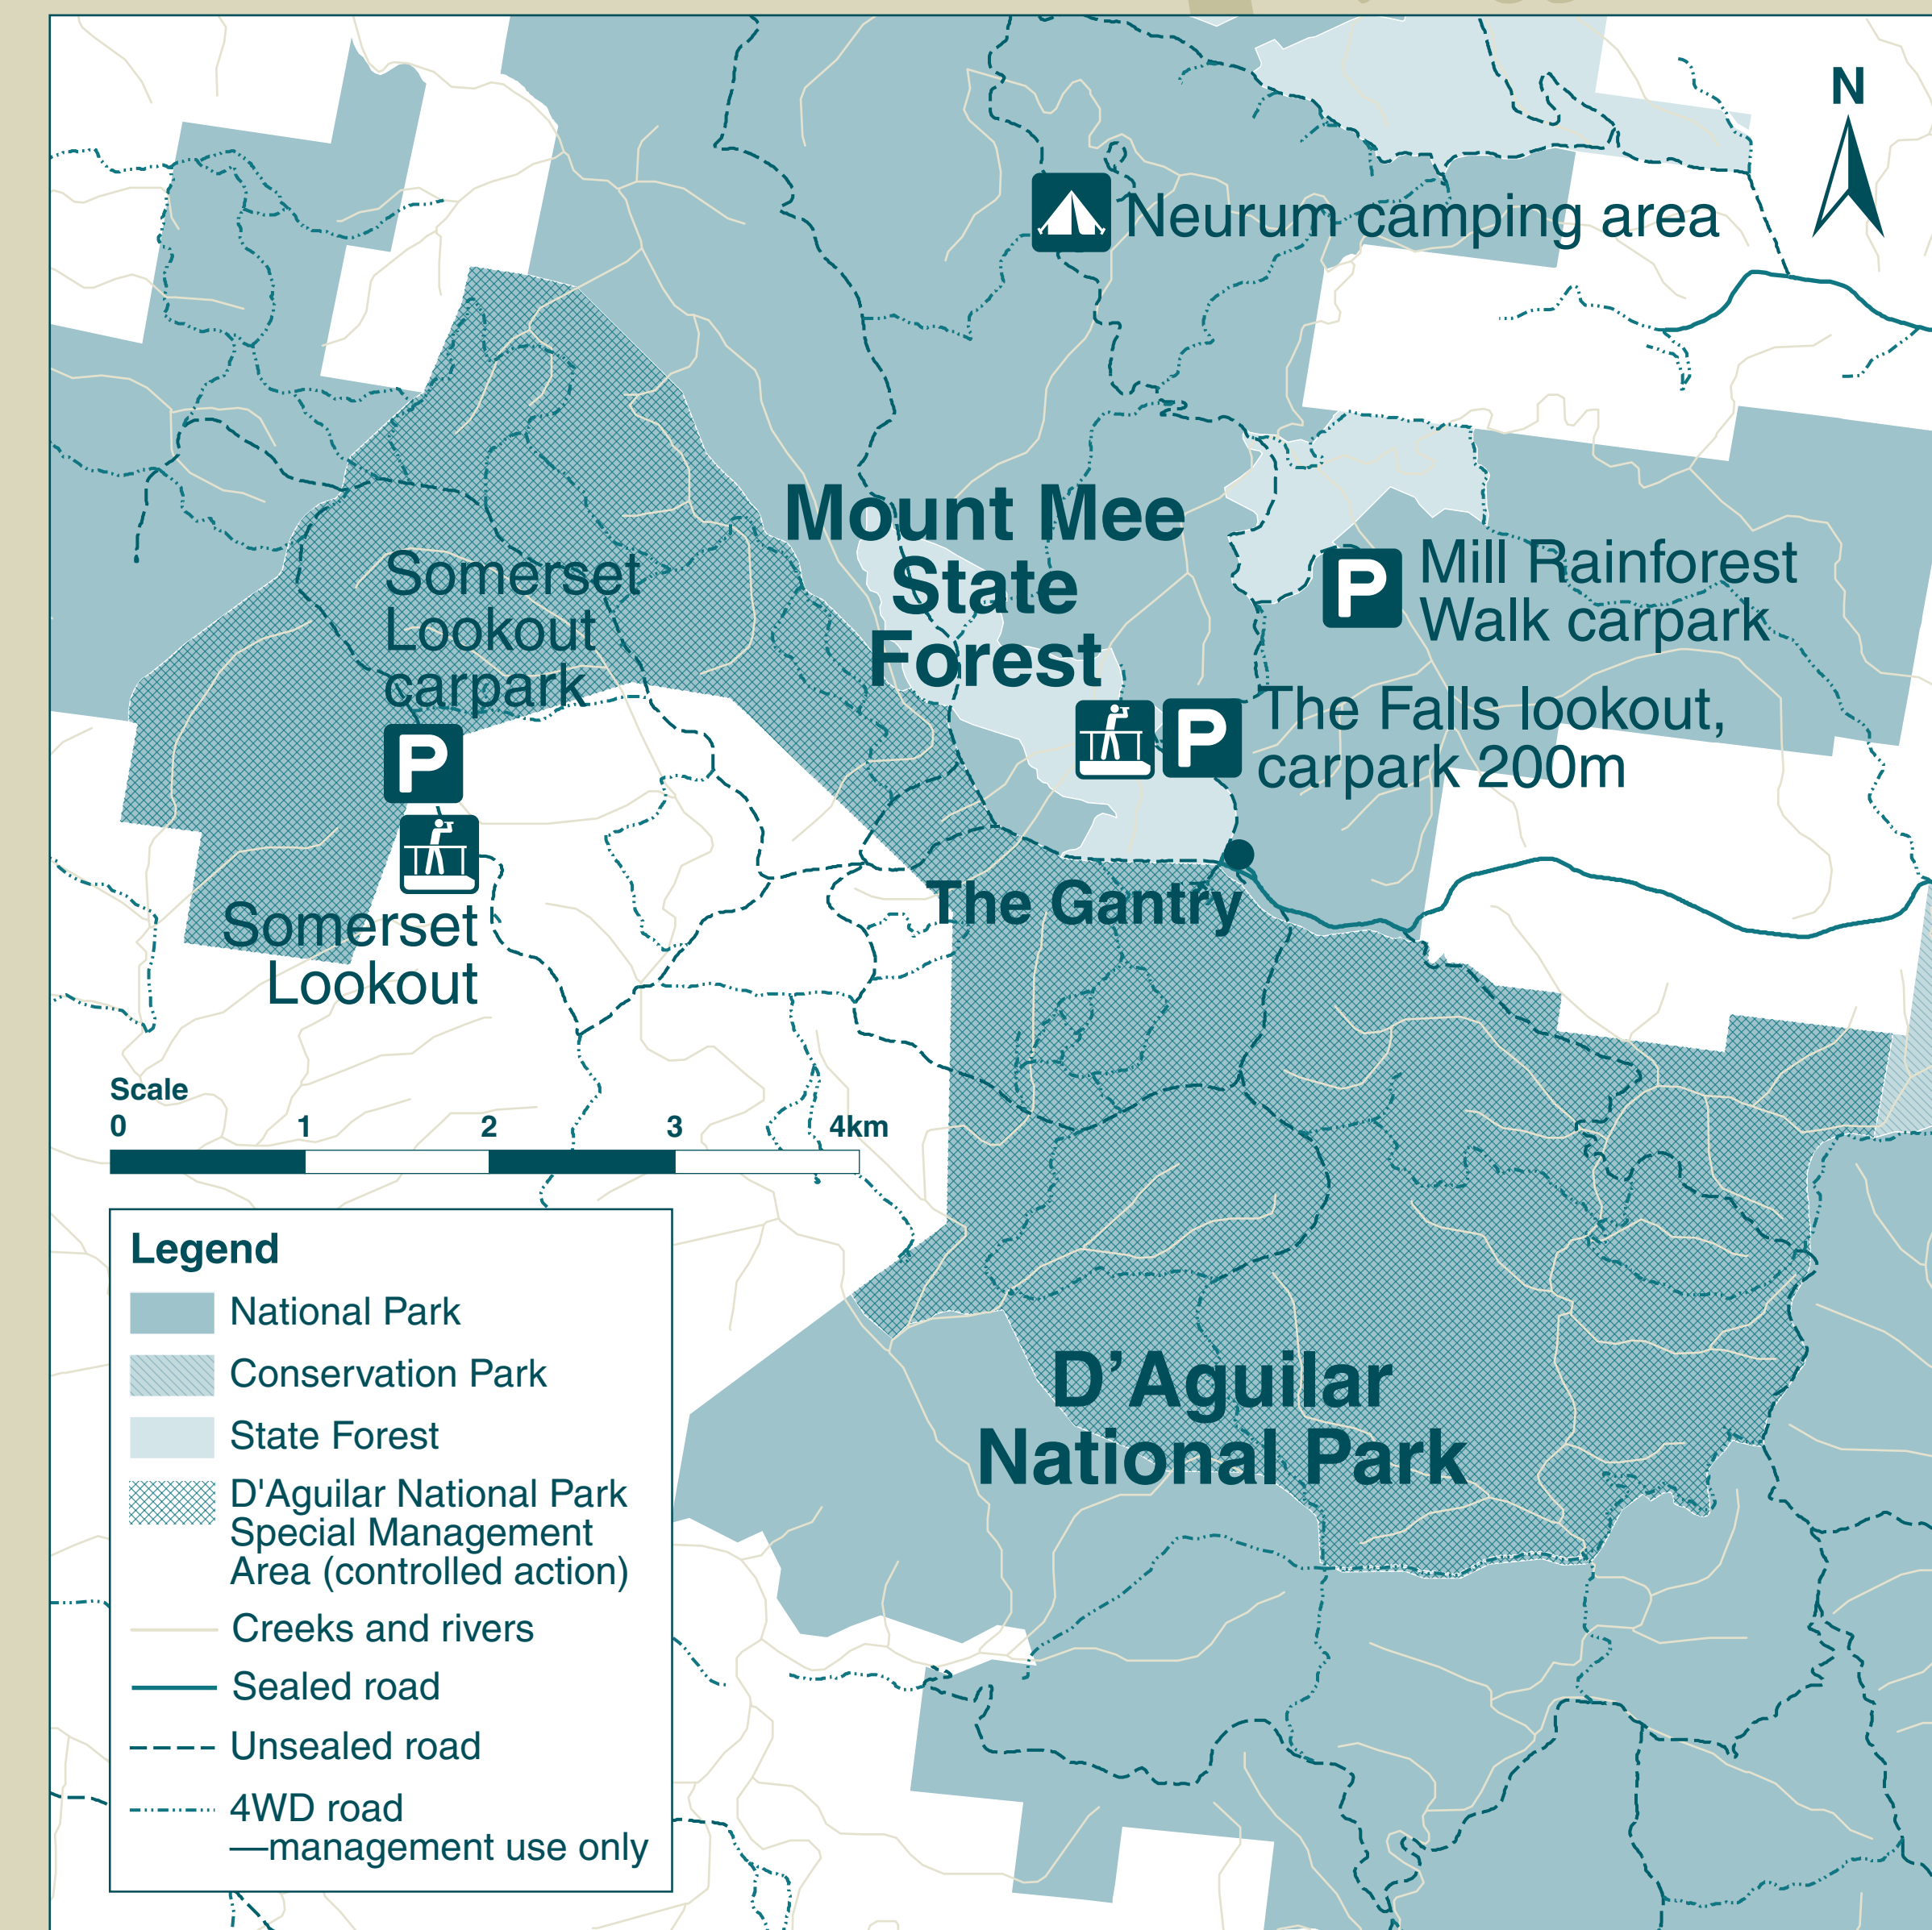 N
Neurum camping area
Mount Mee
State
Forest
Somerset
Lookout
carpark
P
Mill Rainforest
Walk carpark
P
The Falls lookout,
carpark 200m
P
The Gantry
Somerset
Lookout
Scale
0 1 2 3 4km
D’Aguilar
National Park
Legend
National Park
Conservation Park
State Forest
D'Aguilar National Park
Special Management
Area (controlled action)
Creeks and rivers
Sealed road
Unsealed road
4WD road
—management use only